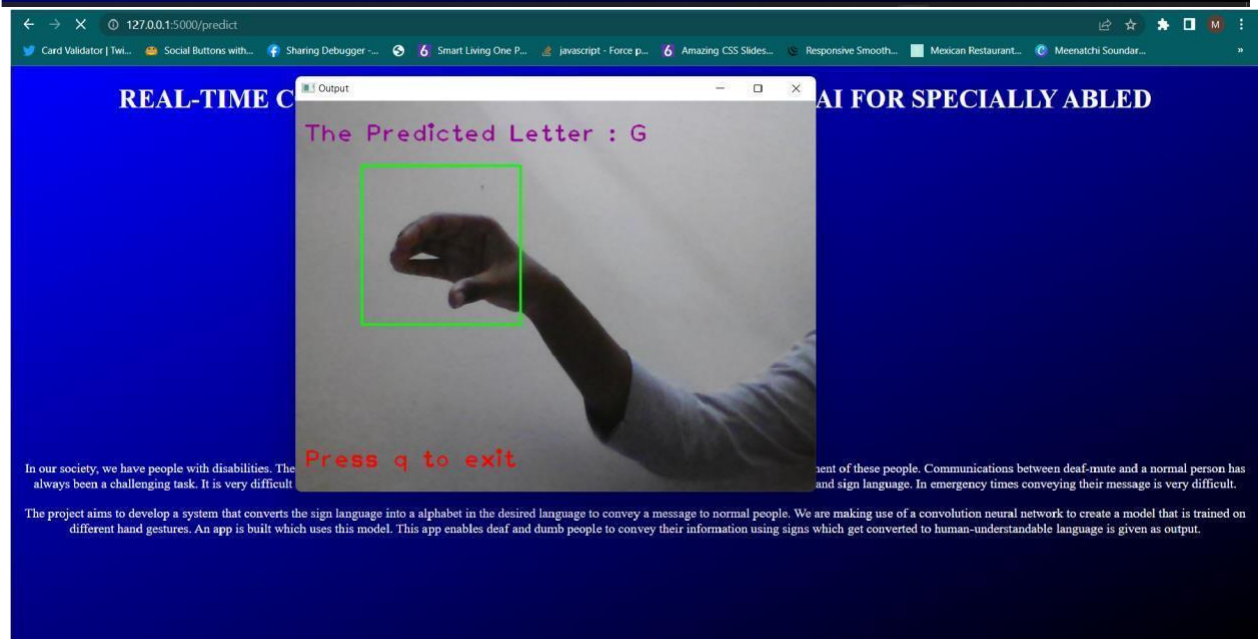 127.0.0.1:5000/predict
M
Card Validator | Twi... Social Buttons with... Sharing Debugger -... Smart Living One P... javascript - Force p... Amazing CSS Slides... Responsive Smooth... Mexican Restaurant... Meenatchi Soundar... »
Output
REAL-TIME C AI FOR SPECIALLY ABLED
The Predicted Letter : G
Press q to exit
In our society, we have people with disabilities. The nent of these people. Communications between deaf-mute and a normal person has
always been a challenging task. It is very difficult and sign language. In emergency times conveying their message is very difficult.
The project aims to develop a system that converts the sign language into a alphabet in the desired language to convey a message to normal people. We are making use of a convolution neural network to create a model that is trained on
different hand gestures. An app is built which uses this model. This app enables deaf and dumb people to convey their information using signs which get converted to human-understandable language is given as output.